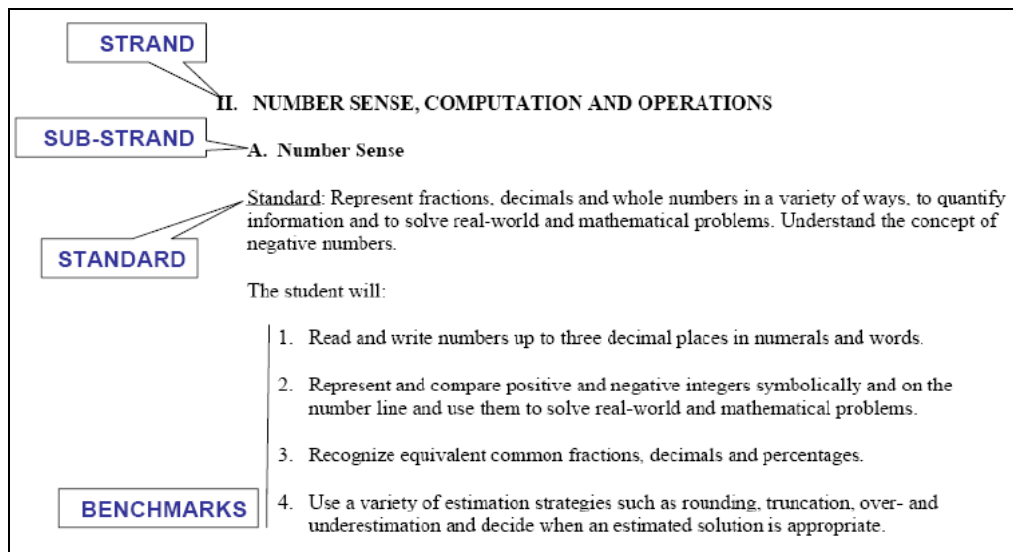 STRAND
II. NUMBER SENSE, COMPUTATION AND OPERATIONS
SUB-STRAND
A. Number Sense
Standard: Represent fractions, decimals and whole numbers in a variety of ways, to quantify
information and to solve real-world and mathematical problems. Understand the concept of
negative numbers.
STANDARD
The student will:
1. Read and write numbers up to three decimal places in numerals and words.
2. Represent and compare positive and negative integers symbolically and on the
number line and use them to solve real-world and mathematical problems.
3. Recognize equivalent common fractions, decimals and percentages.
BENCHMARKS
4. Use a variety of estimation strategies such as rounding, truncation, over- and
underestimation and decide when an estimated solution is appropriate.